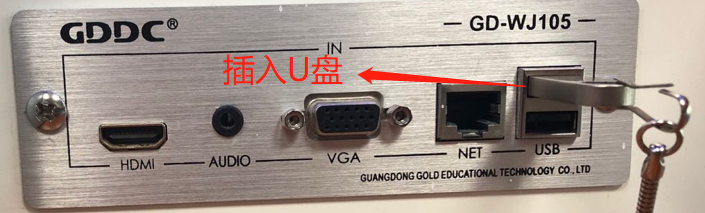 GDDC®
GD-WJ105
IN
插入U盘
HDMI
AUDIO
VGA
NET
USB
GUANGDONG GOLD EDUCATIONAL TECHNOLOGY CO., LTD